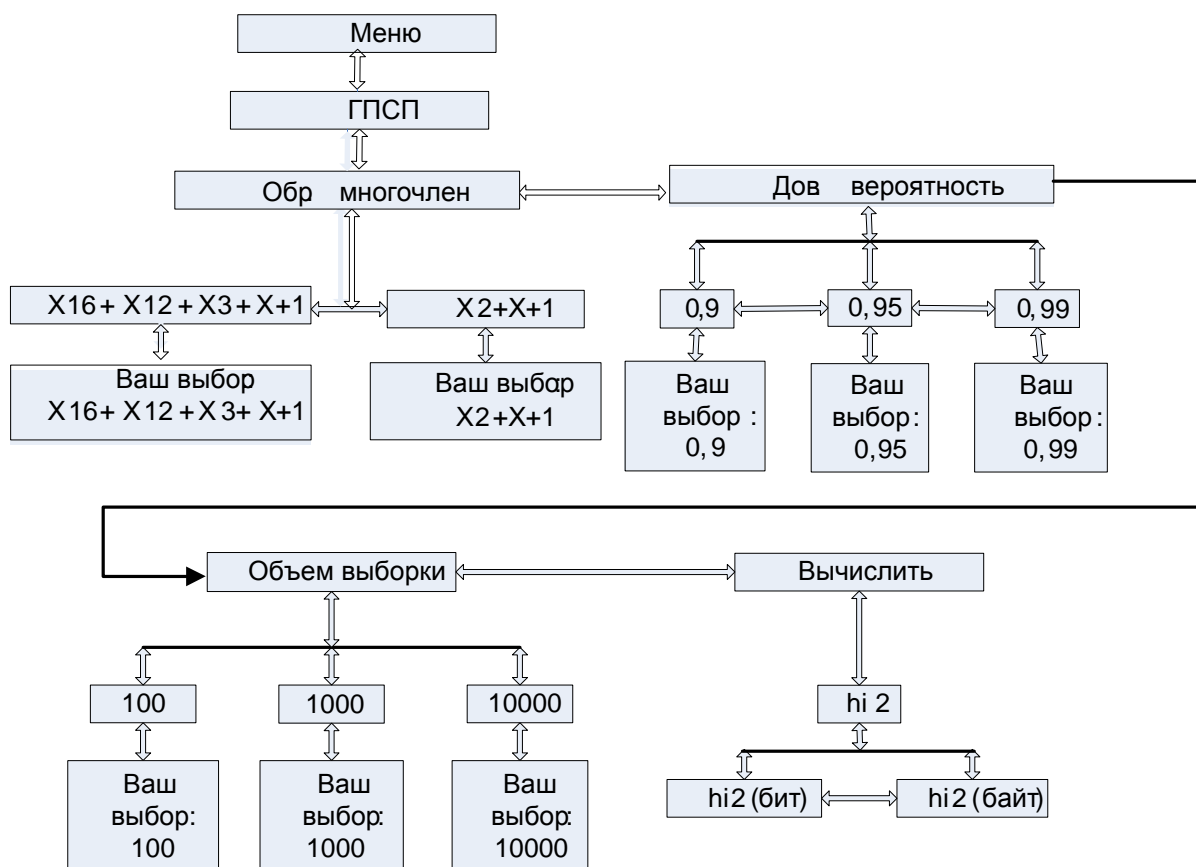 Меню
ГПСП
Обр. многочлен
Дов. вероятность
X16+ X12 + X3 + X+1
X2+X+1
0,9
0,95
0,99
Ваш выбор
X16+ X12 + X3+ X+1
Ваш выбор
X2+X+1
Ваш
выбор :
0,9
Ваш
выбор:
0,95
Ваш
выбор :
0,99
Объем выборки
Вычислить
100
1000
10000
hi 2
Ваш
выбор:
100
Ваш
выбор:
1000
Ваш
выбор:
10000
hi2 (бит)
hi2 (байт)